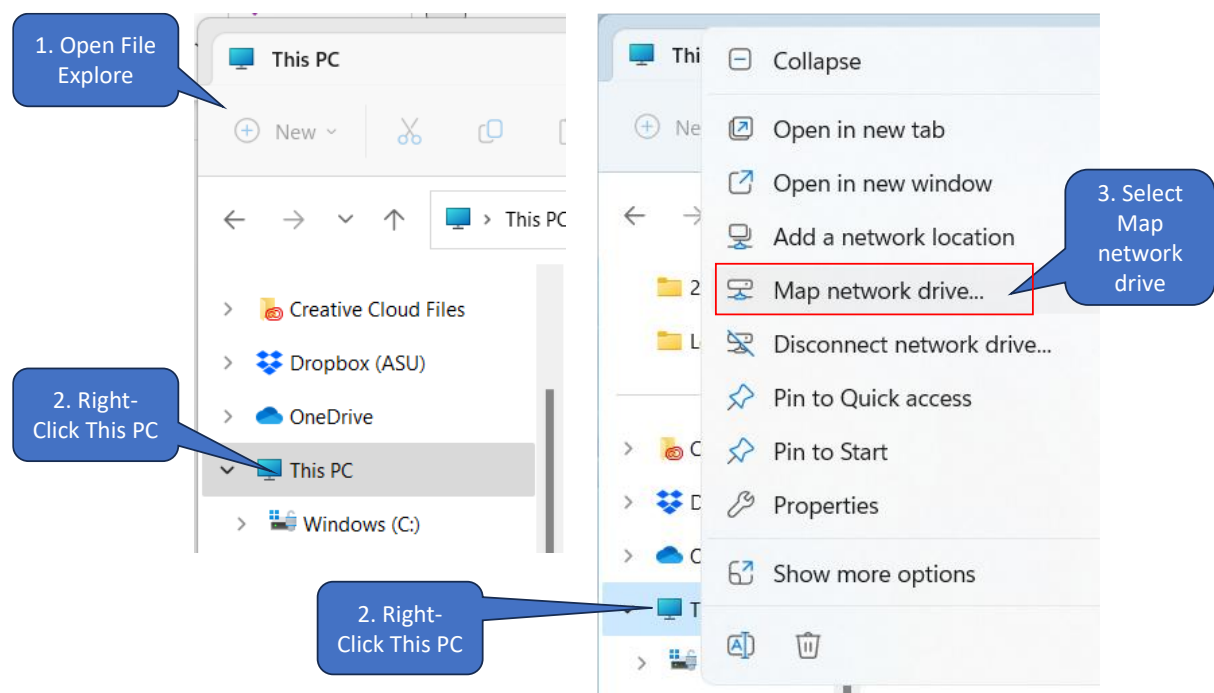 1. Open File
Explore
This PC
New
This PC
Creative Cloud Files
Dropbox (ASU)
OneDrive
2. Right-
Click This PC
This PC
Windows (C:)
Thi
Collapse
Ne
Open in new tab
Open in new window
Add a network location
2
Map network drive...
3. Select
Map
network
drive
L
Disconnect network drive...
Pin to Quick access
C
Pin to Start
D
Properties
O
Show more options
2. Right-
Click This PC
T
A